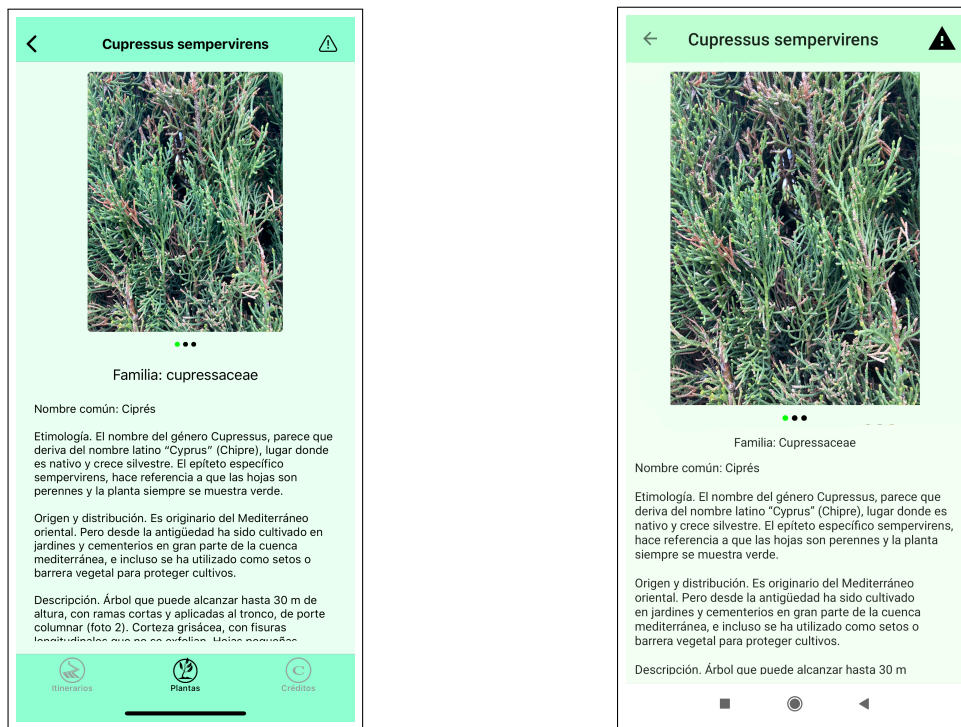 Cupressus sempervirens
Familia: cupressaceae
Nombre común: Ciprés
Etimología. El nombre del género Cupressus, parece que
deriva del nombre latino “Cyprus” (Chipre), lugar donde
es nativo y crece silvestre. El epíteto específico
sempervirens, hace referencia a que las hojas son
perennes y la planta siempre se muestra verde.
Origen y distribución. Es originario del Mediterráneo
oriental. Pero desde la antigüedad ha sido cultivado en
jardines y cementerios en gran parte de la cuenca
mediterránea, e incluso se ha utilizado como setos o
barrera vegetal para proteger cultivos.
Descripción. Árbol que puede alcanzar hasta 30 m de
altura, con ramas cortas y aplicadas al tronco, de porte
columnar (foto 2). Corteza grisácea, con fisuras
longitudinales que no se exfolian. Hojas pequeñas
Itinerarios
Plantas
C
Créditos
Cupressus sempervirens
Familia: Cupressaceae
Nombre común: Ciprés
Etimología. El nombre del género Cupressus, parece que
deriva del nombre latino “Cyprus” (Chipre), lugar donde es
nativo y crece silvestre. El epíteto específico sempervirens,
hace referencia a que las hojas son perennes y la planta
siempre se muestra verde.
Origen y distribución. Es originario del Mediterráneo
oriental. Pero desde la antigüedad ha sido cultivado
en jardines y cementerios en gran parte de la cuenca
mediterránea, e incluso se ha utilizado como setos o
barrera vegetal para proteger cultivos.
Descripción. Árbol que puede alcanzar hasta 30 m